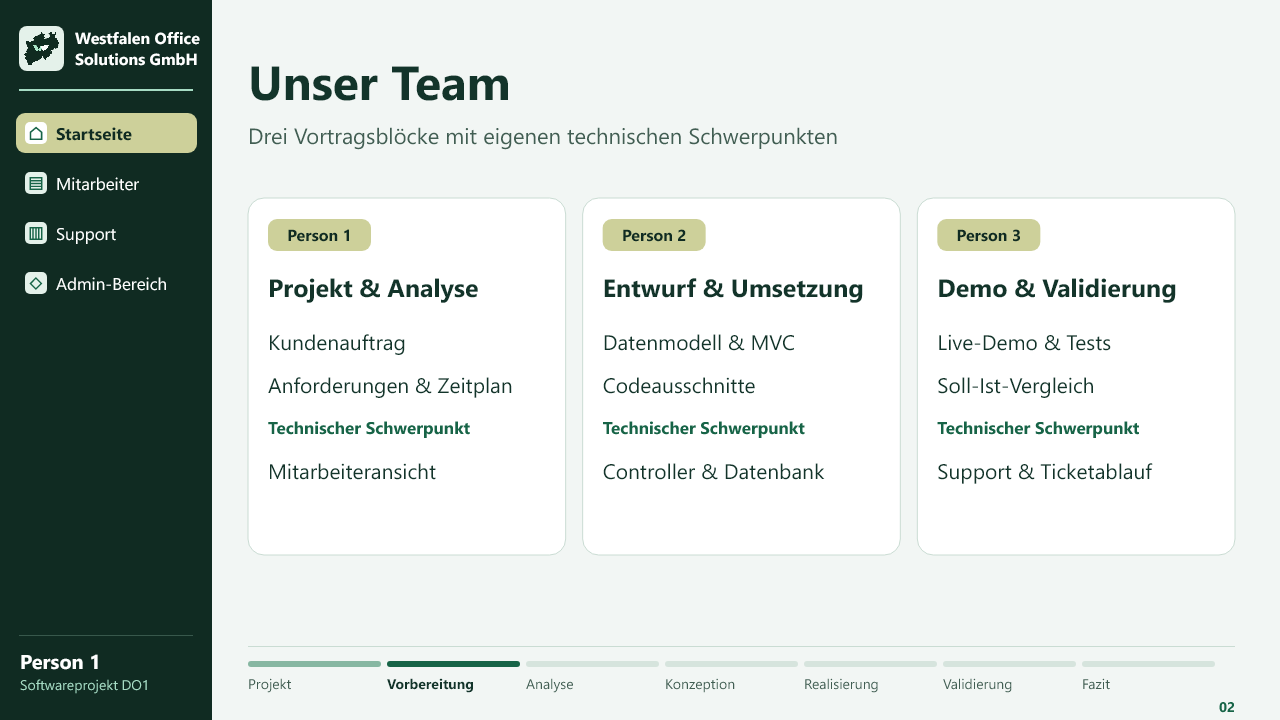 Westfalen Office
Solutions GmbH
Startseite
Mitarbeiter
Support
Admin-Bereich
Person 1
Softwareprojekt DO1
Unser Team
Drei Vortragsblöcke mit eigenen technischen Schwerpunkten
Person 1
Projekt & Analyse
Kundenauftrag
Anforderungen & Zeitplan
Technischer Schwerpunkt
Mitarbeiteransicht
Person 2
Entwurf & Umsetzung
Datenmodell & MVC
Codeausschnitte
Technischer Schwerpunkt
Controller & Datenbank
Person 3
Demo & Validierung
Live-Demo & Tests
Soll-Ist-Vergleich
Technischer Schwerpunkt
Support & Ticketablauf
Projekt
Vorbereitung
Analyse
Konzeption
Realisierung
Validierung
Fazit
02